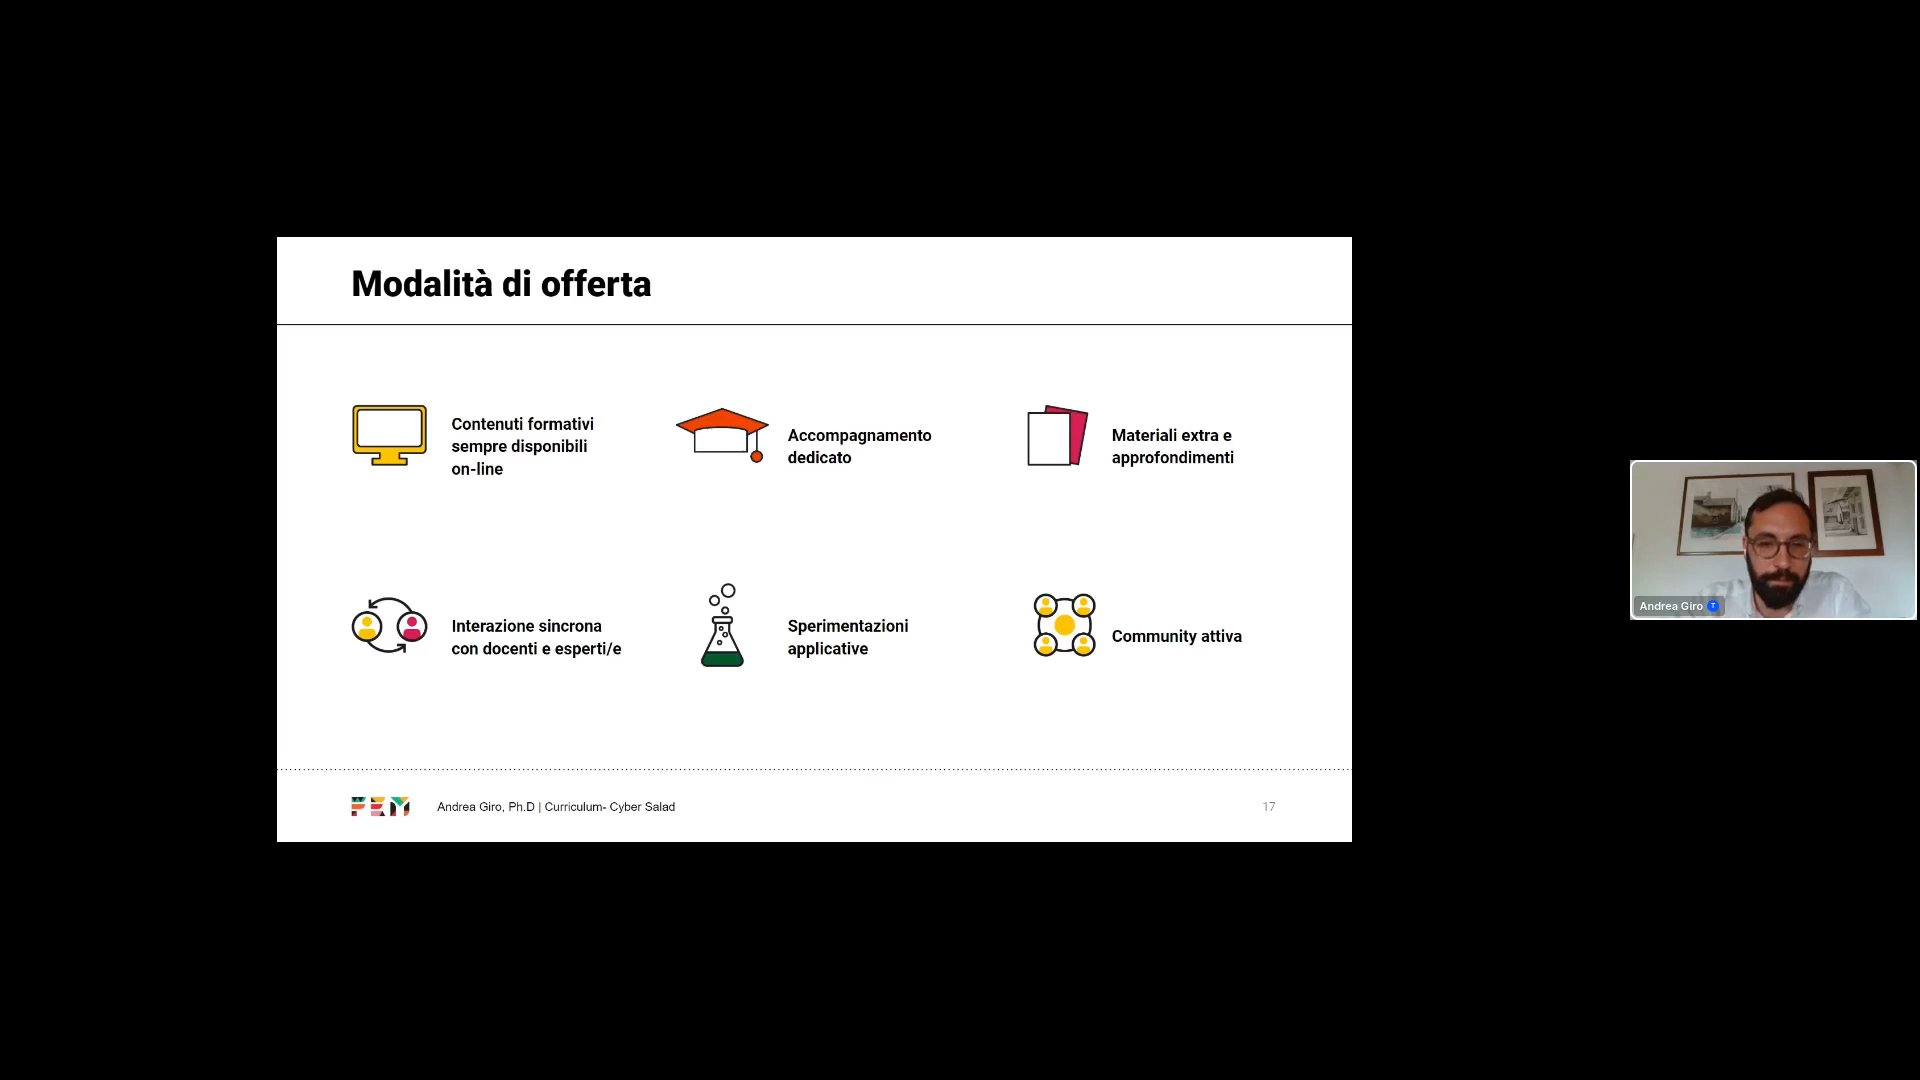 Modalità di offerta
Contenuti formativi
sempre disponibili
on-line
Accompagnamento
dedicato
Materiali extra e
approfondimenti
Interazione sincrona
con docenti e esperti/e
Sperimentazioni
applicative
Community attiva
FEM
Andrea Giro, Ph.D | Curriculum- Cyber Salad
17
Andrea Giro T